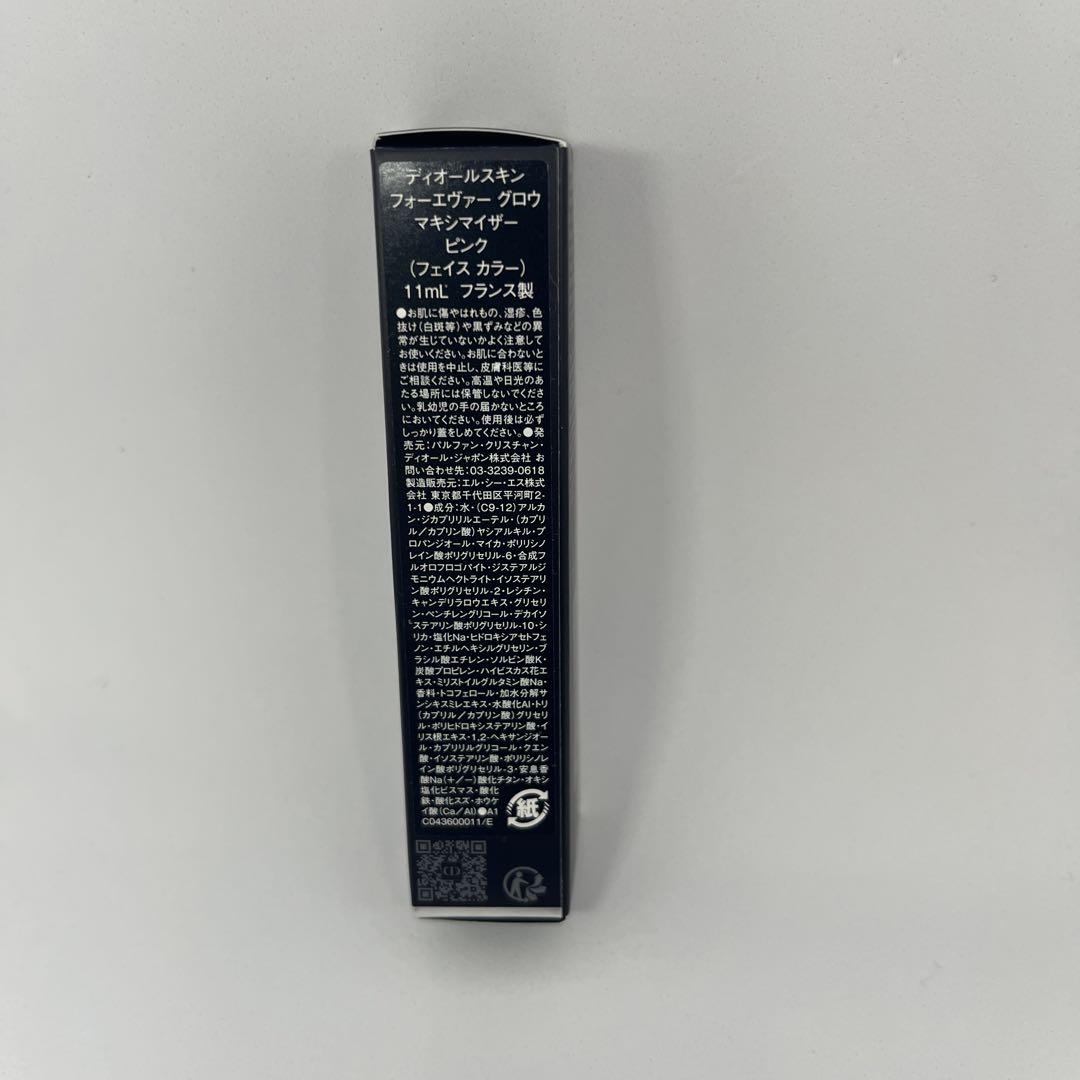 ディオールスキン
フォーエヴァー グロウ
マキシマイザー
ピンク
(フェイス カラー)
11mL フランス製
●お肌に傷やはれもの、湿疹、色
抜け(白斑等)や黒ずみなどの異
常が生じていないかよく注意して
お使いください。お肌に合わないと
きは使用を中止し、皮膚科医等に
ご相談ください。高温や日光のあ
たる場所には保管しないでくださ
い。乳幼児の手の届かないところ
においてください。使用後は必ず
しっかり蓋をしめてください。●発
売元:パルファン・クリスチャン・
ディオール・ジャポン株式会社 お
問い合わせ先:03-3239-0618
製造販売元:エル・シー・エス株式
会社 東京都千代田区平河町2-
1-1●成分:水・(C9-12)アルカ
ン・ジカプリリルエーテル・(カプリ
ル/カプリン酸)ヤシアルキル・プ
ロパンジオール・マイカ・ポリリシノ
レイン酸ポリグリセリル-6・合成フ
ルオロフロゴパイト・ジステアルジ
モニウムヘクトライト・イソステアリ
ン酸ポリグリセリル-2・レシチン・
キャンデリラロウエキス・グリセリ
ン・ペンチレングリコール・デカイソ
ステアリン酸ポリグリセリル-10・シ
リカ・塩化Na・ヒドロキシアセトフェ
ノン・エチルヘキシルグリセリン・ブ
ラシル酸エチレン・ソルビン酸K・
炭酸プロピレン・ハイビスカス花エ
キス・ミリストイルグルタミン酸Na・
香料・トコフェロール・加水分解サ
ンシキスミレエキス・水酸化Al・トリ
(カプリル/カプリン酸)グリセリ
ル・ポリヒドロキシステアリン酸・イ
リス根エキス・1,2-ヘキサンジオー
ル・カプリリルグリコール・クエン
酸・イソステアリン酸・ポリリシノレ
イン酸ポリグリセリル-3・安息香
酸Na(+/−)酸化チタン・オキシ
塩化ビスマス・酸化
鉄・酸化スズ・ホウケ
イ酸(Ca/Al)●A1
C043600011/E
紙
CD